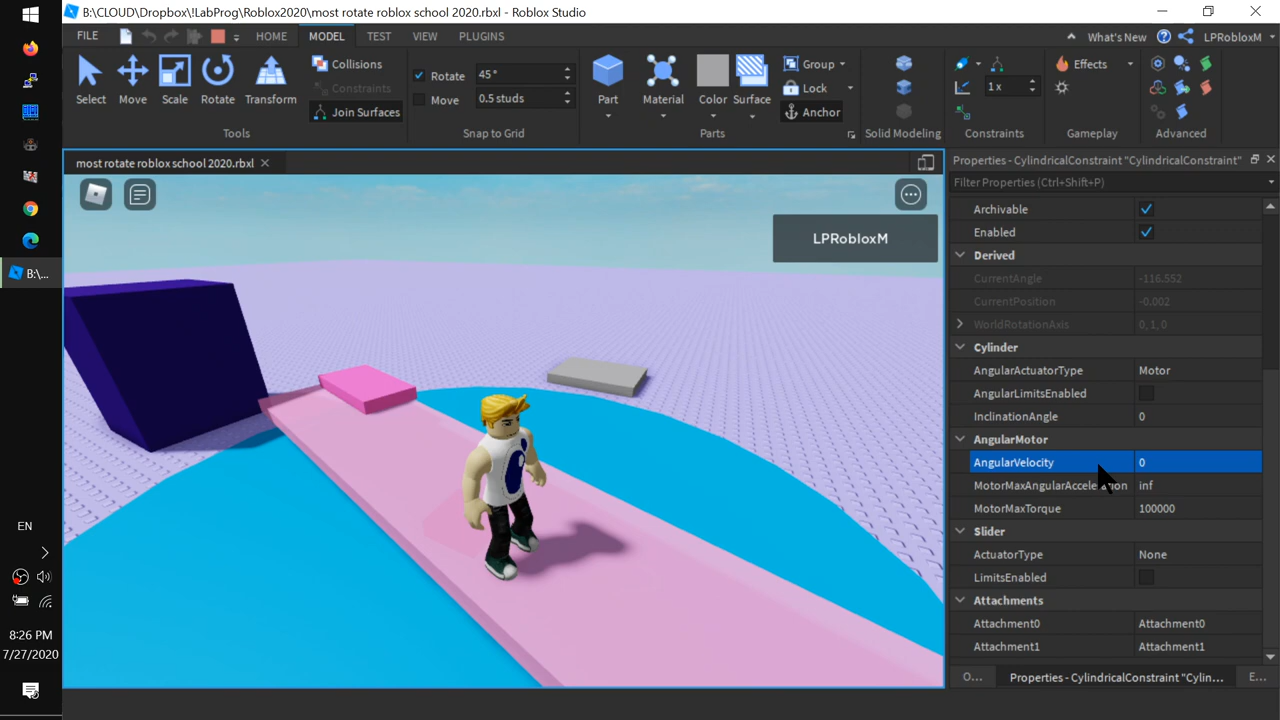 B:\CLOUD\Dropbox\!LabProg\Roblox2020\most rotate roblox school 2020.rbxl - Roblox Studio
FILE HOME MODEL TEST VIEW PLUGINS What's New LPRobloxM
Select Move Scale Rotate Transform
Collisions
Constraints
Join Surfaces
Tools
Rotate 45°
Move 0.5 studs
Snap to Grid
Part Material Color Surface
Group
Lock
Anchor
Parts
Solid Modeling
1 x
Constraints
Effects
Gameplay
Advanced
most rotate roblox school 2020.rbxl
LPRobloxM
Properties - CylindricalConstraint "CylindricalConstraint"
Filter Properties (Ctrl+Shift+P)
Archivable
Enabled
Derived
CurrentAngle -116.552
CurrentPosition -0.002
WorldRotationAxis 0, 1, 0
Cylinder
AngularActuatorType Motor
AngularLimitsEnabled
InclinationAngle 0
AngularMotor
AngularVelocity 0
MotorMaxAngularAcceleration inf
MotorMaxTorque 100000
Slider
ActuatorType None
LimitsEnabled
Attachments
Attachment0 Attachment0
Attachment1 Attachment1
O... Properties - CylindricalConstraint "Cylin... E...
B:\...
EN
8:26 PM
7/27/2020